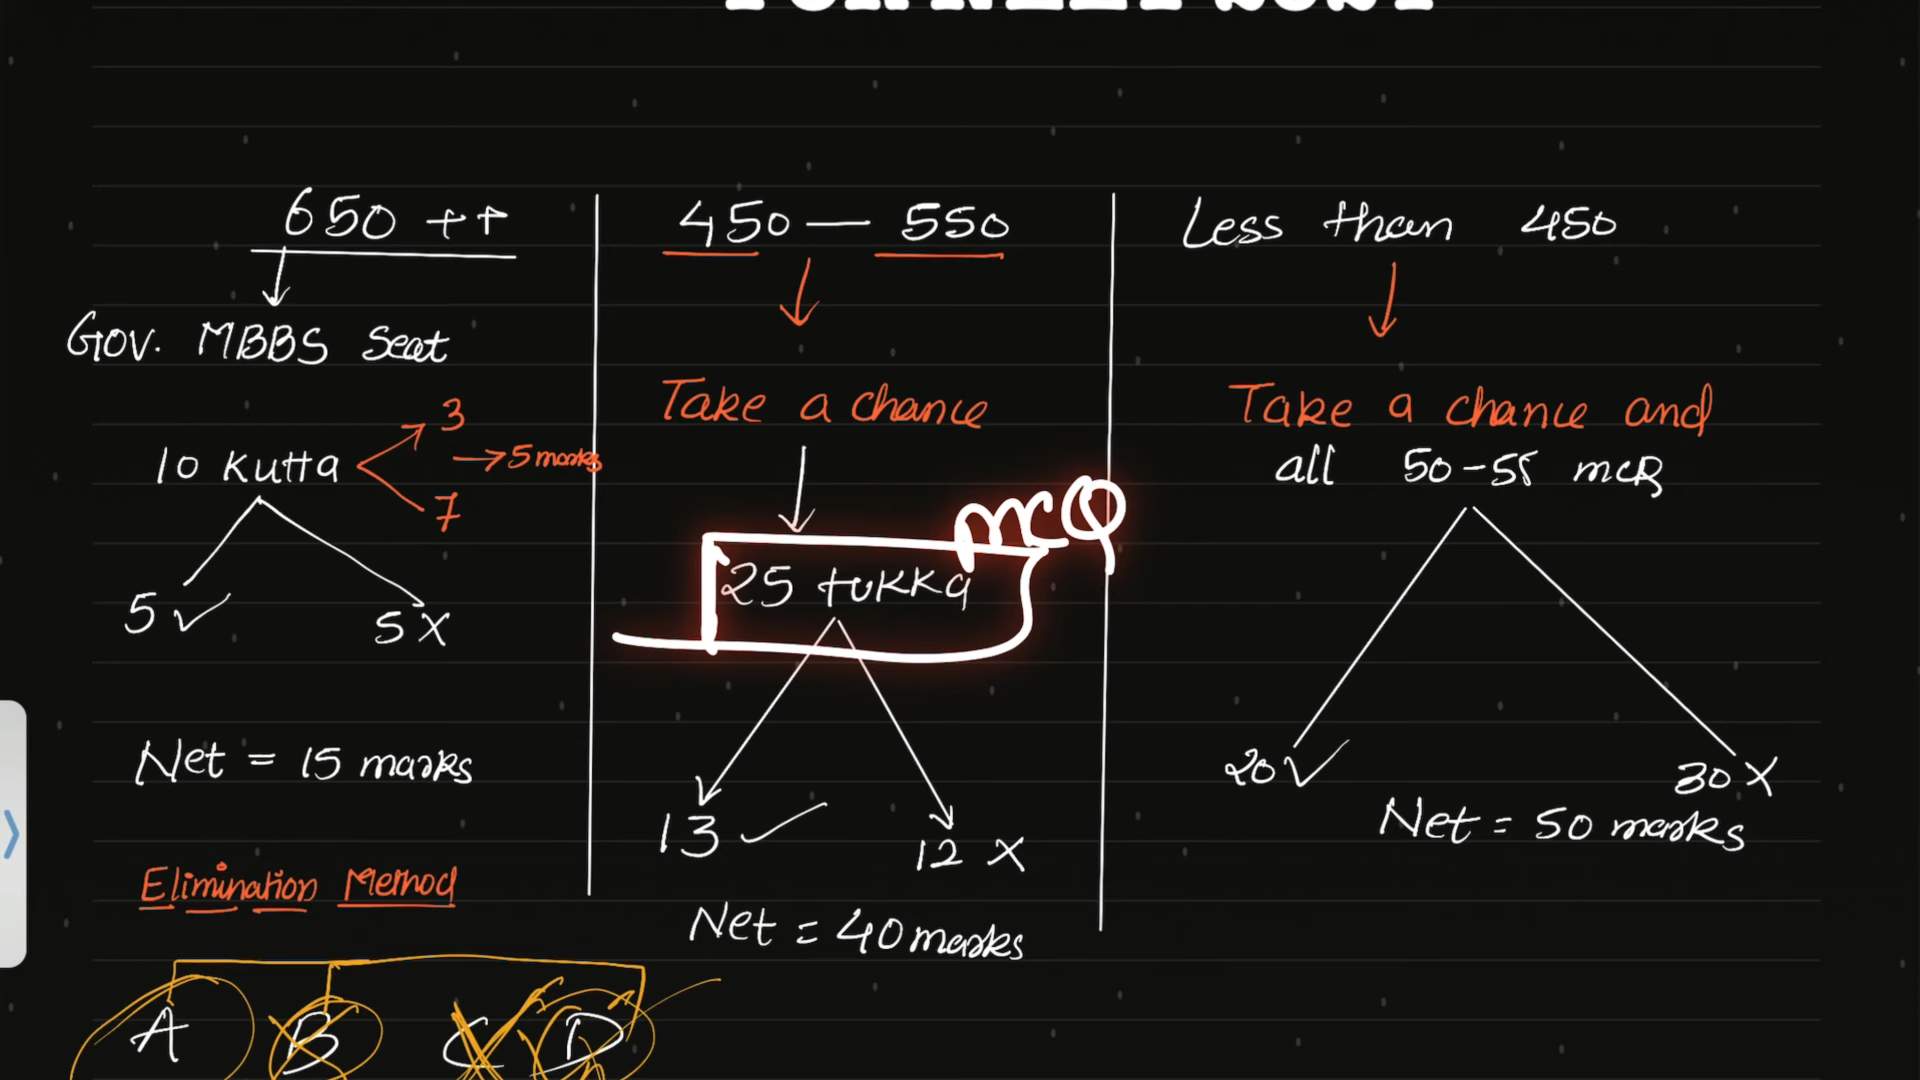 650 ++
Gov. MBBS Seat
10 Kutta
3
→ 5 marks
7
5 ✓
5 X
Net = 15 marks
Elimination Method
A B C D
450 — 550
Take a chance
mcQ
25 tukka
13 ✓
12 X
Net = 40 marks
Less than 450
Take a chance and
all 50-55 mcQ
20 ✓
30 X
Net = 50 marks